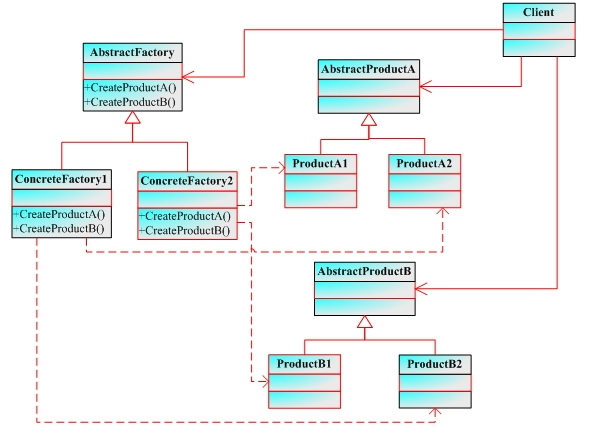 Client
AbstractFactory
+CreateProductA()
+CreateProductB()
AbstractProductA
ProductA1
ProductA2
ConcreteFactory1
+CreateProductA()
+CreateProductB()
ConcreteFactory2
+CreateProductA()
+CreateProductB()
AbstractProductB
ProductB1
ProductB2